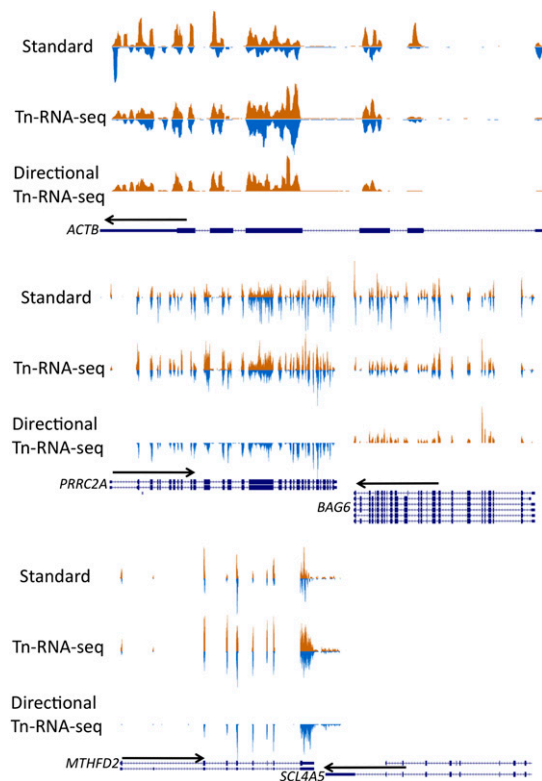 Standard
Tn-RNA-seq
Directional
Tn-RNA-seq
ACTB
Standard
Tn-RNA-seq
Directional
Tn-RNA-seq
PRRC2A
BAG6
Standard
Tn-RNA-seq
Directional
Tn-RNA-seq
MTHFD2
SCL4A5